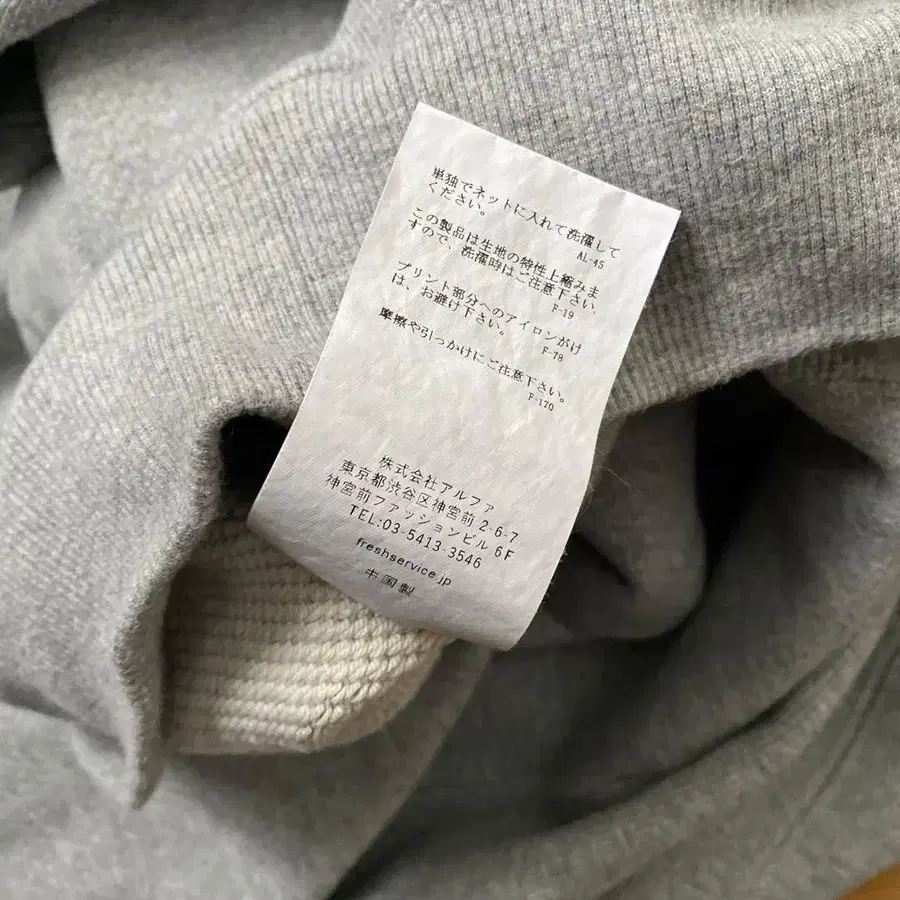 単独でネットに入れて洗濯して
ください。
AL-45
この製品は生地の特性上縮みま
すので、洗濯時はご注意下さい。
F-19
プリント部分へのアイロンがけ
は、お避け下さい。
F-78
摩擦や引っかけにご注意下さい。
F-170
株式会社アルファ
東京都渋谷区神宮前 2-6-7
神宮前ファッションビル 6F
TEL:03-5413-3546
freshservice.jp
中国製